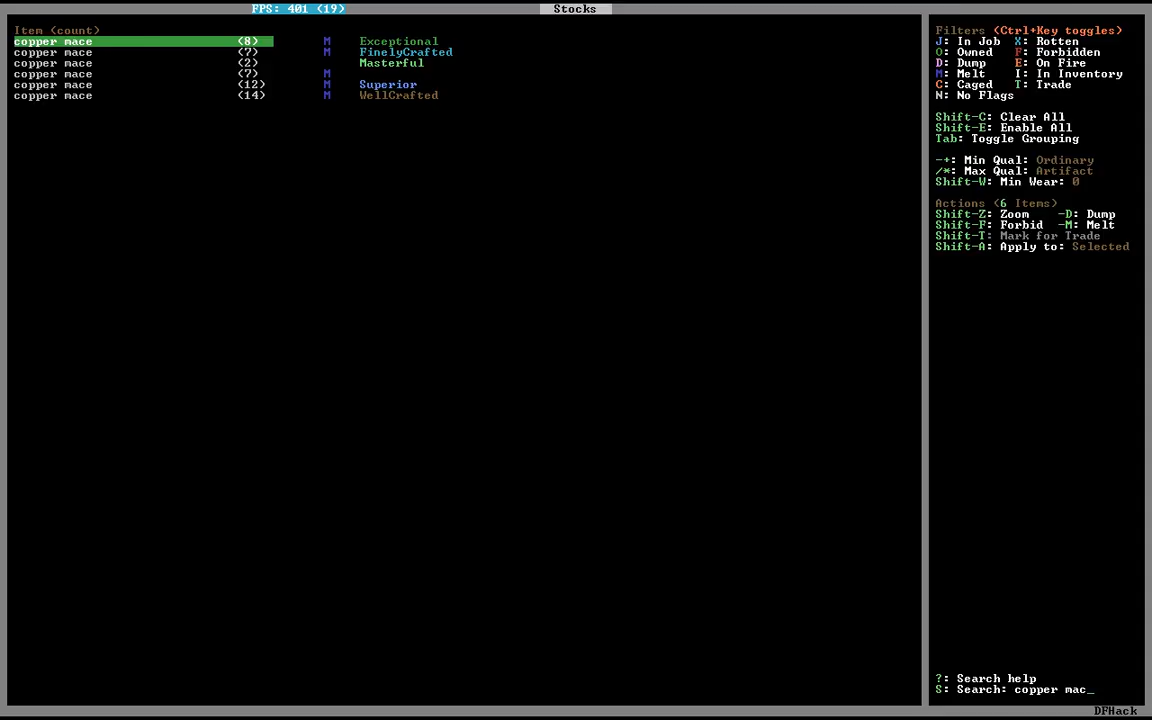 FPS: 401 (19) Stocks
Item (count)
copper mace (8) M Exceptional
copper mace (7) M FinelyCrafted
copper mace (2) Masterful
copper mace (7) M
copper mace (12) M Superior
copper mace (14) M WellCrafted
Filters (Ctrl+Key toggles)
J: In Job X: Rotten
O: Owned F: Forbidden
D: Dump E: On Fire
M: Melt I: In Inventory
C: Caged T: Trade
N: No Flags
Shift-C: Clear All
Shift-E: Enable All
Tab: Toggle Grouping
-+: Min Qual: Ordinary
/*: Max Qual: Artifact
Shift-W: Min Wear: 0
Actions (6 Items)
Shift-Z: Zoom -D: Dump
Shift-F: Forbid -M: Melt
Shift-T: Mark for Trade
Shift-A: Apply to: Selected
?: Search help
S: Search: copper mac_
DFHack